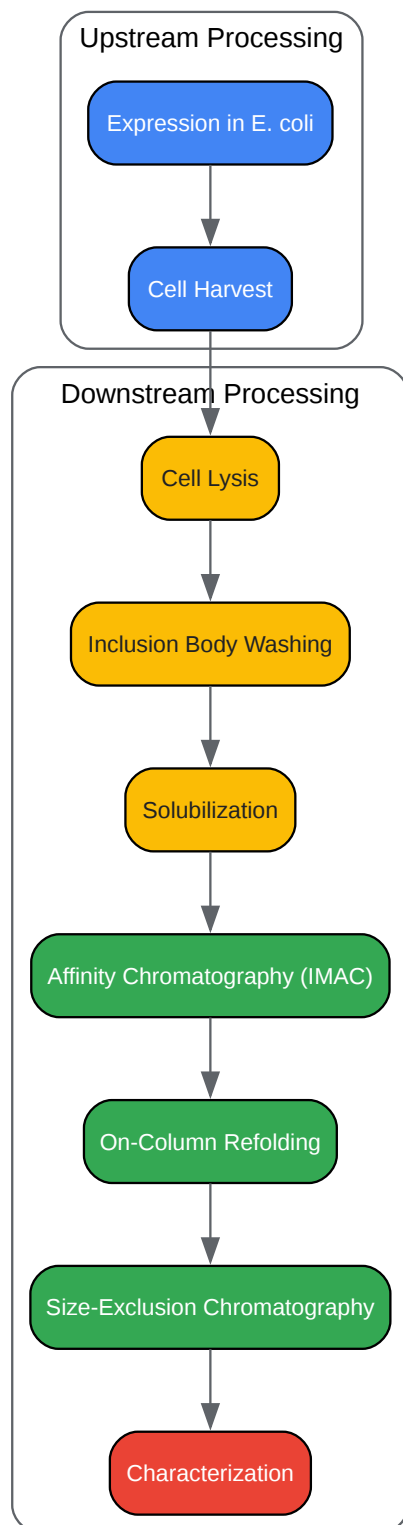 Upstream Processing
Expression in E. coli
Cell Harvest
Downstream Processing
Cell Lysis
Inclusion Body Washing
Solubilization
Affinity Chromatography (IMAC)
On-Column Refolding
Size-Exclusion Chromatography
Characterization